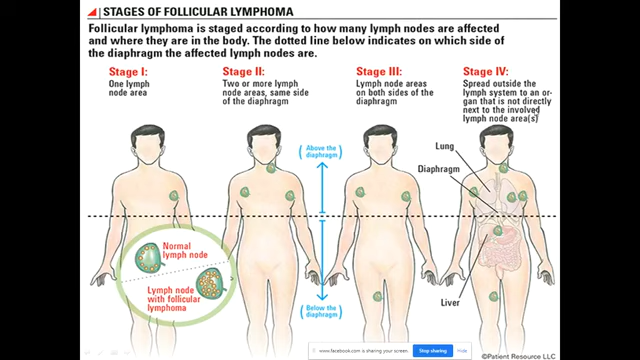 STAGES OF FOLLICULAR LYMPHOMA
Follicular lymphoma is staged according to how many lymph nodes are affected
and where they are in the body. The dotted line below indicates on which side of
the diaphragm the affected lymph nodes are.
Stage I:
One lymph
node area
Stage II:
Two or more lymph
node areas, same side
of the diaphragm
Stage III:
Lymph node areas
on both sides of the
diaphragm
Stage IV:
Spread outside the
lymph system to an or-
gan that is not directly
next to the involved
lymph node area(s)
(Above the
diaphragm)
Lung
Diaphragm
Normal
lymph node
Lymph node
with follicular
lymphoma
(Below the
diaphragm)
Liver
www.facebook.com is sharing your screen.
Stop sharing
Hide
©Patient Resource LLC